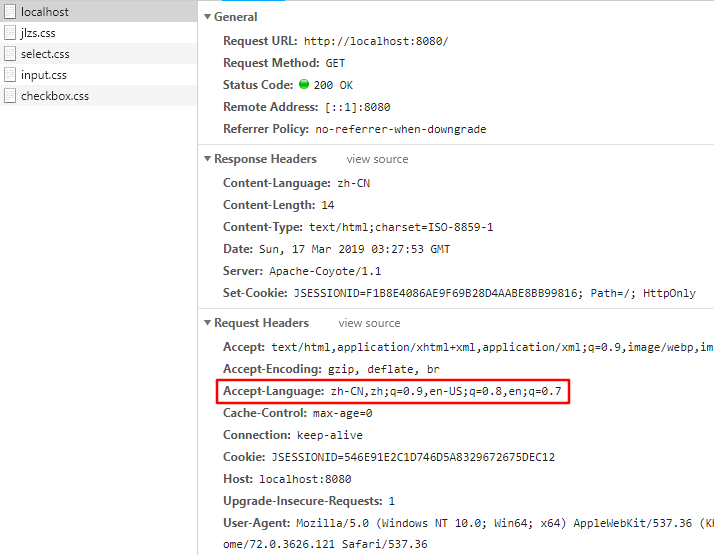 localhost
jlzs.css
select.css
input.css
checkbox.css
General
Request URL: http://localhost:8080/
Request Method: GET
Status Code: 200 OK
Remote Address: [::1]:8080
Referrer Policy: no-referrer-when-downgrade
Response Headers view source
Content-Language: zh-CN
Content-Length: 14
Content-Type: text/html;charset=ISO-8859-1
Date: Sun, 17 Mar 2019 03:27:53 GMT
Server: Apache-Coyote/1.1
Set-Cookie: JSESSIONID=F1B8E4086AE9F69B28D4AABE8BB99816; Path=/; HttpOnly
Request Headers view source
Accept: text/html,application/xhtml+xml,application/xml;q=0.9,image/webp,im
Accept-Encoding: gzip, deflate, br
Accept-Language: zh-CN,zh;q=0.9,en-US;q=0.8,en;q=0.7
Cache-Control: max-age=0
Connection: keep-alive
Cookie: JSESSIONID=546E91E2C1D746D5A8329672675DEC12
Host: localhost:8080
Upgrade-Insecure-Requests: 1
User-Agent: Mozilla/5.0 (Windows NT 10.0; Win64; x64) AppleWebKit/537.36 (KH
ome/72.0.3626.121 Safari/537.36